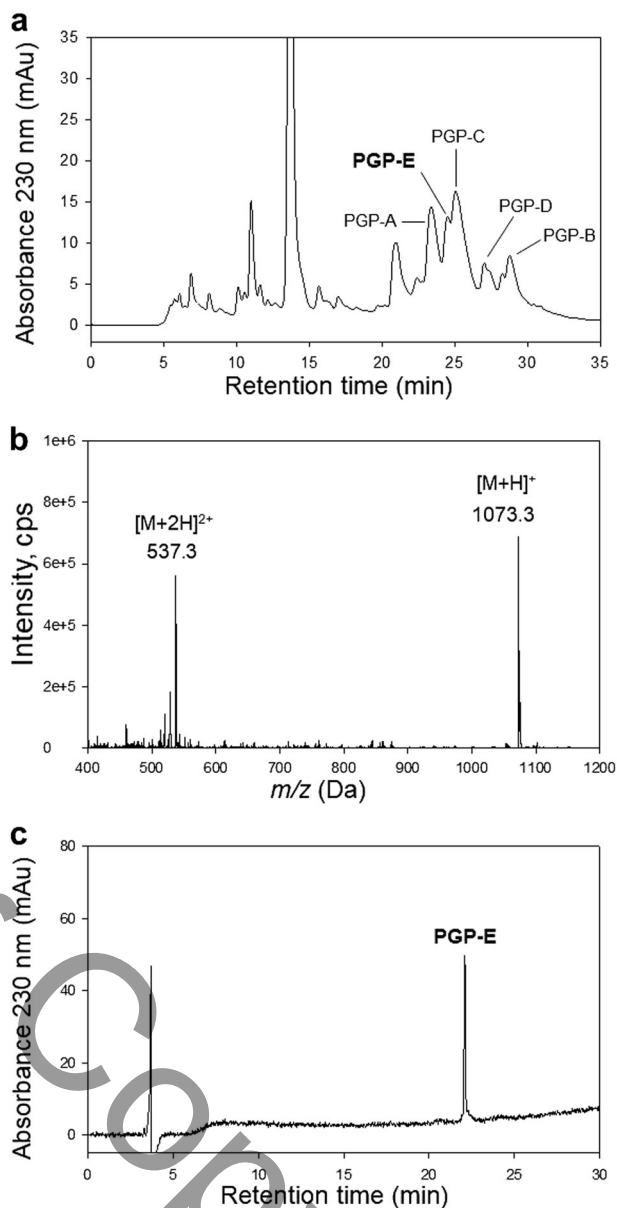 a
Absorbance 230 nm (mAu)
35
30
25
20
15
10
5
0
PGP-C
PGP-E
PGP-A
PGP-D
PGP-B
0 5 10 15 20 25 30 35
Retention time (min)
b
Intensity, cps
1e+6
8e+5
6e+5
4e+5
2e+5
0
[M+H]⁺
1073.3
[M+2H]²⁺
537.3
400 500 600 700 800 900 1000 1100 1200
m/z (Da)
c
Absorbance 230 nm (mAu)
80
60
40
20
0
PGP-E
0 5 10 15 20 25 30
Retention time (min)